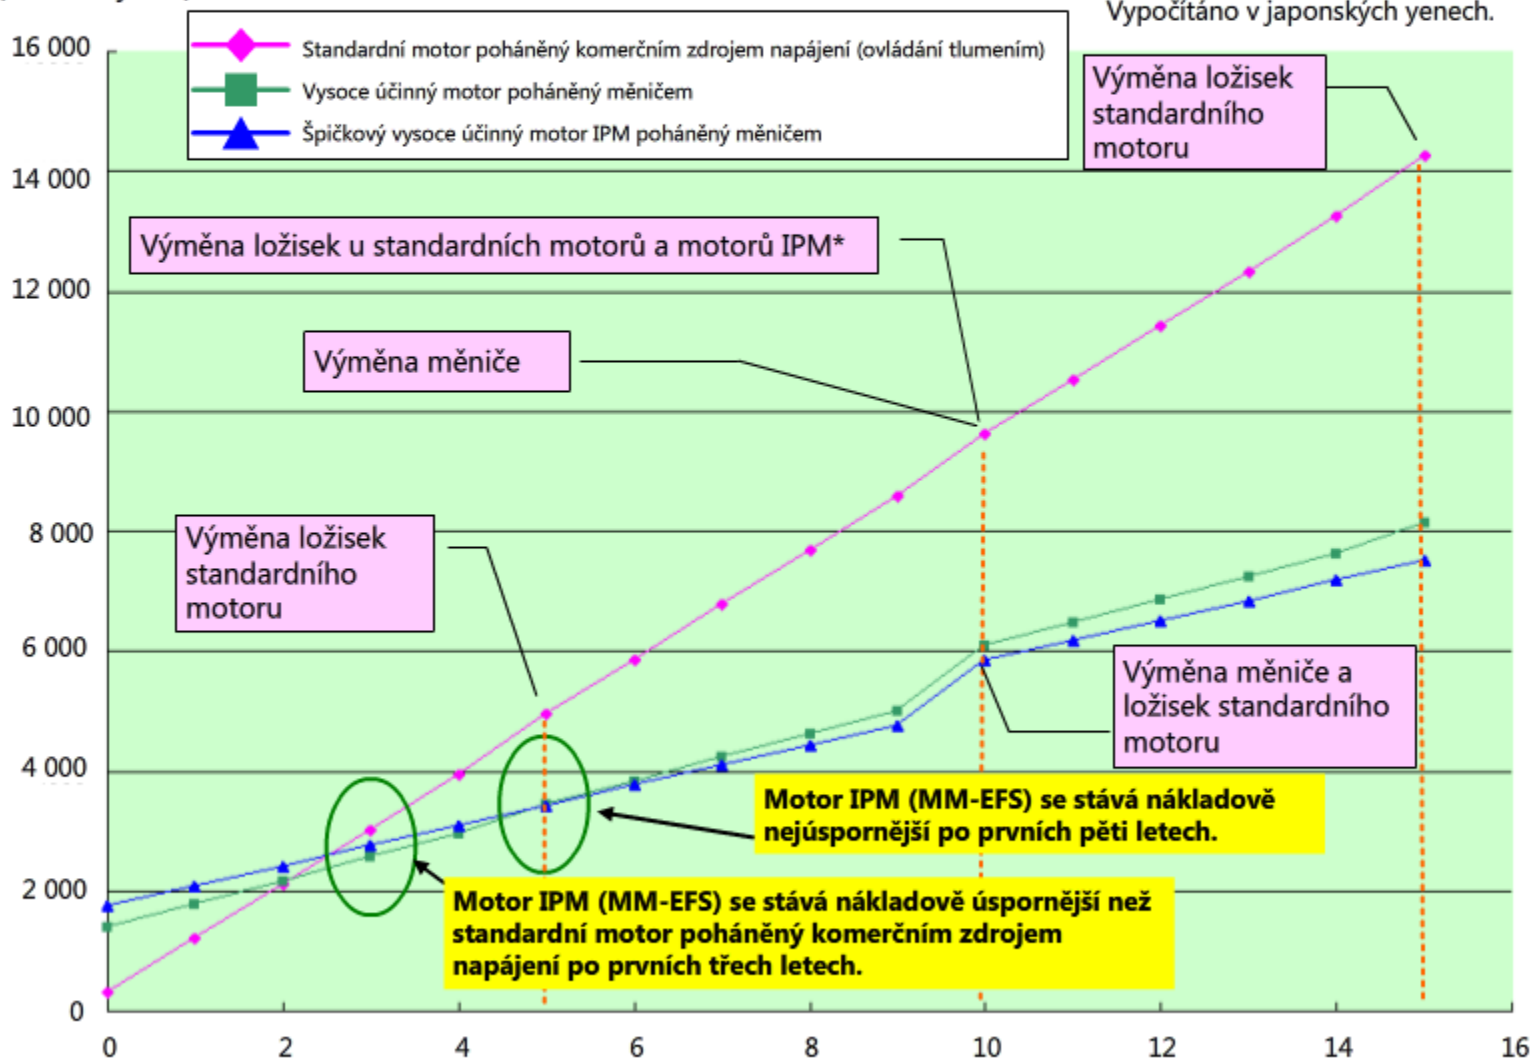 Vypočítáno v japonských yenech.
Standardní motor poháněný komerčním zdrojem napájení (ovládání tlumením)
Vysoce účinný motor poháněný měničem
Špičkový vysoce účinný motor IPM poháněný měničem
16 000
14 000
12 000
10 000
8 000
6 000
4 000
2 000
0
Výměna ložisek
standardního
motoru
Výměna ložisek u standardních motorů a motorů IPM*
Výměna měniče
Výměna ložisek
standardního
motoru
Výměna měniče a
ložisek standardního
motoru
Motor IPM (MM-EFS) se stává nákladově
nejúspornější po prvních pěti letech.
Motor IPM (MM-EFS) se stává nákladově úspornější než
standardní motor poháněný komerčním zdrojem
napájení po prvních třech letech.
0 2 4 6 8 10 12 14 16